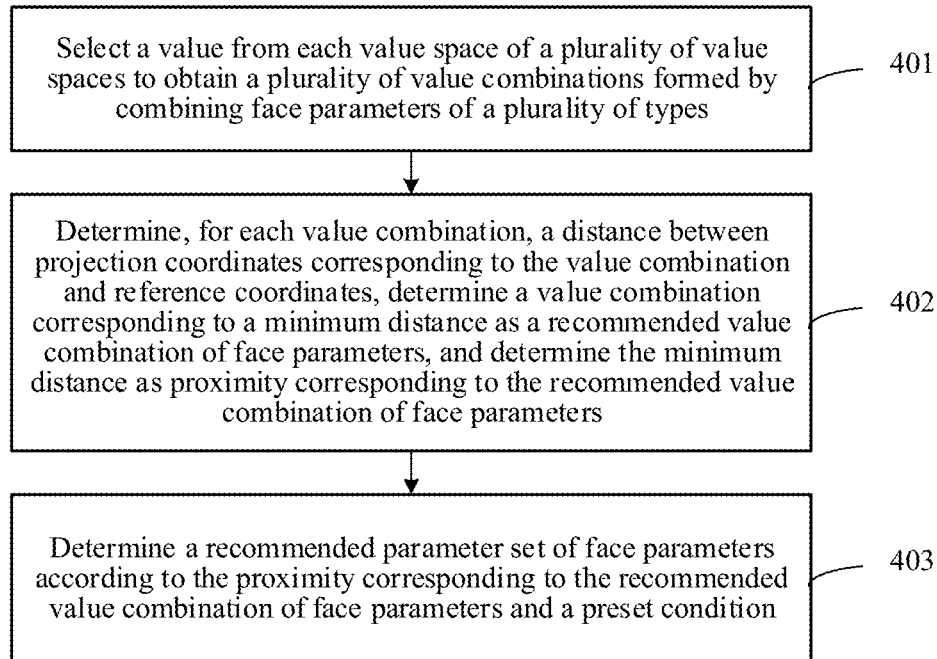 Select a value from each value space of a plurality of value
spaces to obtain a plurality of value combinations formed by
combining face parameters of a plurality of types
401
Determine, for each value combination, a distance between
projection coordinates corresponding to the value combination
and reference coordinates, determine a value combination
corresponding to a minimum distance as a recommended value
combination of face parameters, and determine the minimum
distance as proximity corresponding to the recommended value
combination of face parameters
402
Determine a recommended parameter set of face parameters
according to the proximity corresponding to the recommended
value combination of face parameters and a preset condition
403